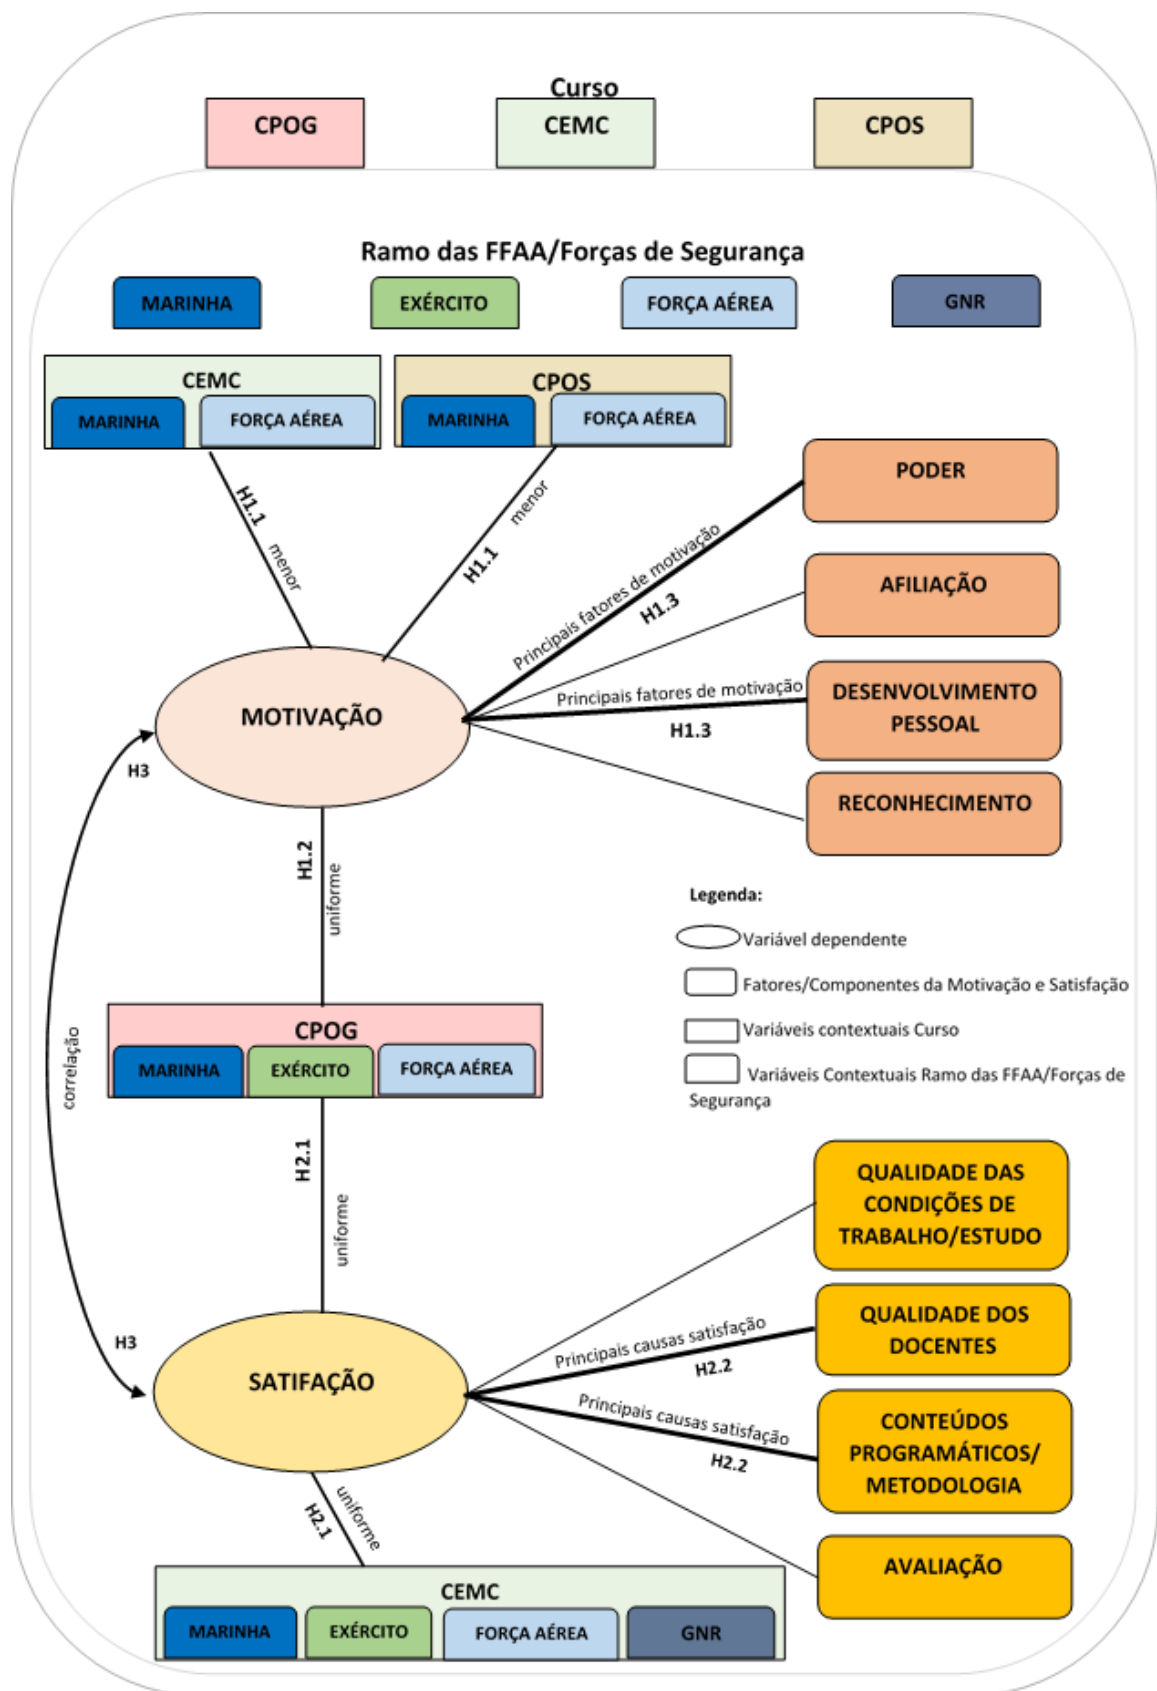 Curso
CPOG
CEMC
CPOS
Ramo das FFAA/Forças de Segurança
MARINHA
EXÉRCITO
FORÇA AÉREA
GNR
CEMC
MARINHA
FORÇA AÉREA
CPOS
MARINHA
FORÇA AÉREA
H1.1
menor
H1.1
menor
PODER
Principais fatores de motivação
H1.3
AFILIAÇÃO
MOTIVAÇÃO
Principais fatores de motivação
H1.3
DESENVOLVIMENTO
PESSOAL
RECONHECIMENTO
H3
H1.2
uniforme
Legenda:
Variável dependente
Fatores/Componentes da Motivação e Satisfação
Variáveis contextuais Curso
Variáveis Contextuais Ramo das FFAA/Forças de
Segurança
CPOG
MARINHA
EXÉRCITO
FORÇA AÉREA
correlação
H2.1
uniforme
QUALIDADE DAS
CONDIÇÕES DE
TRABALHO/ESTUDO
H3
SATIFAÇÃO
Principais causas satisfação
H2.2
QUALIDADE DOS
DOCENTES
Principais causas satisfação
H2.2
CONTEÚDOS
PROGRAMÁTICOS/
METODOLOGIA
AVALIAÇÃO
H2.1
uniforme
CEMC
MARINHA
EXÉRCITO
FORÇA AÉREA
GNR